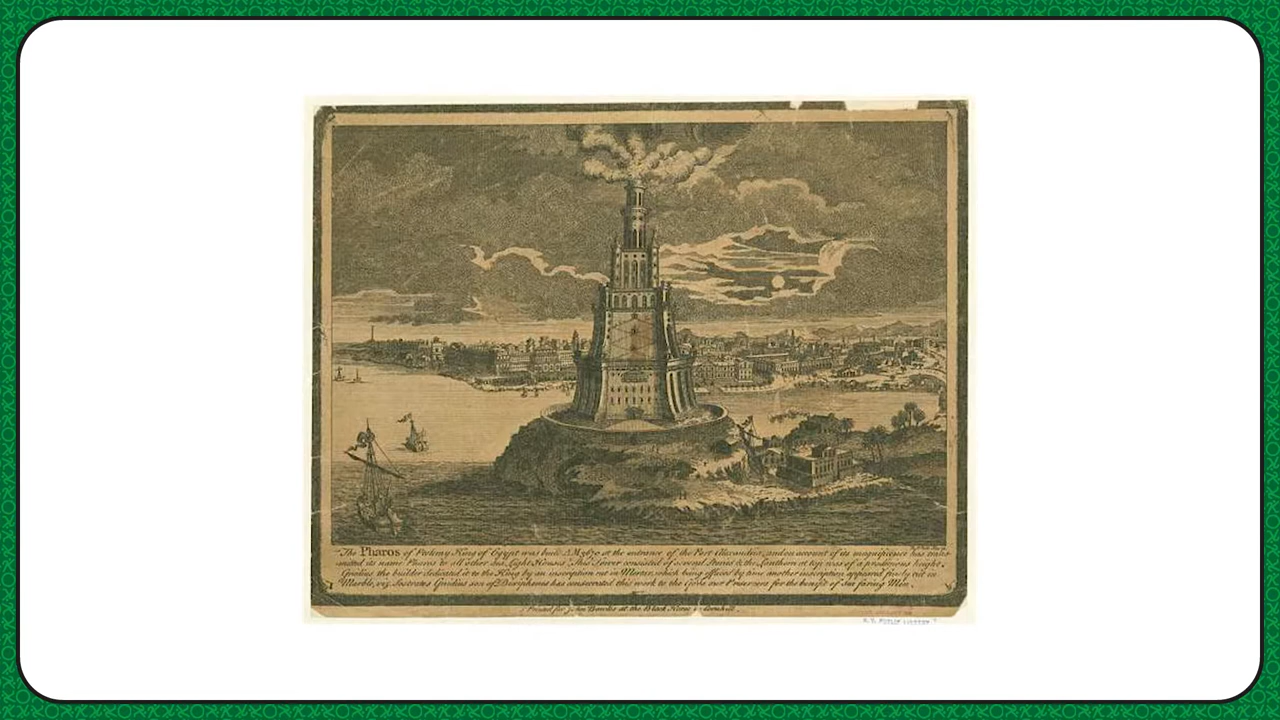 The Pharos of Ptolemy King of Egypt was built A M 3670 at the entrance of the Port Alexandria, and on account of its magnificence has trans-
mitted its name Pharos to all other Sea Light Houses This Tower consisted of several Stories & the Lanthorn at top was of a prodigious height.
Gnidius the builder dedicated it to the King by an inscription cut on Mortar, which being effaced by time another inscription appeared finely cut in
Marble, viz. Sostrates Gnidius son of Dexiphanes has consecrated this work to the gods our Preservers for the benefit of Sea faring Men.
Printed for John Bowles at the Black Horse in Cornhill.